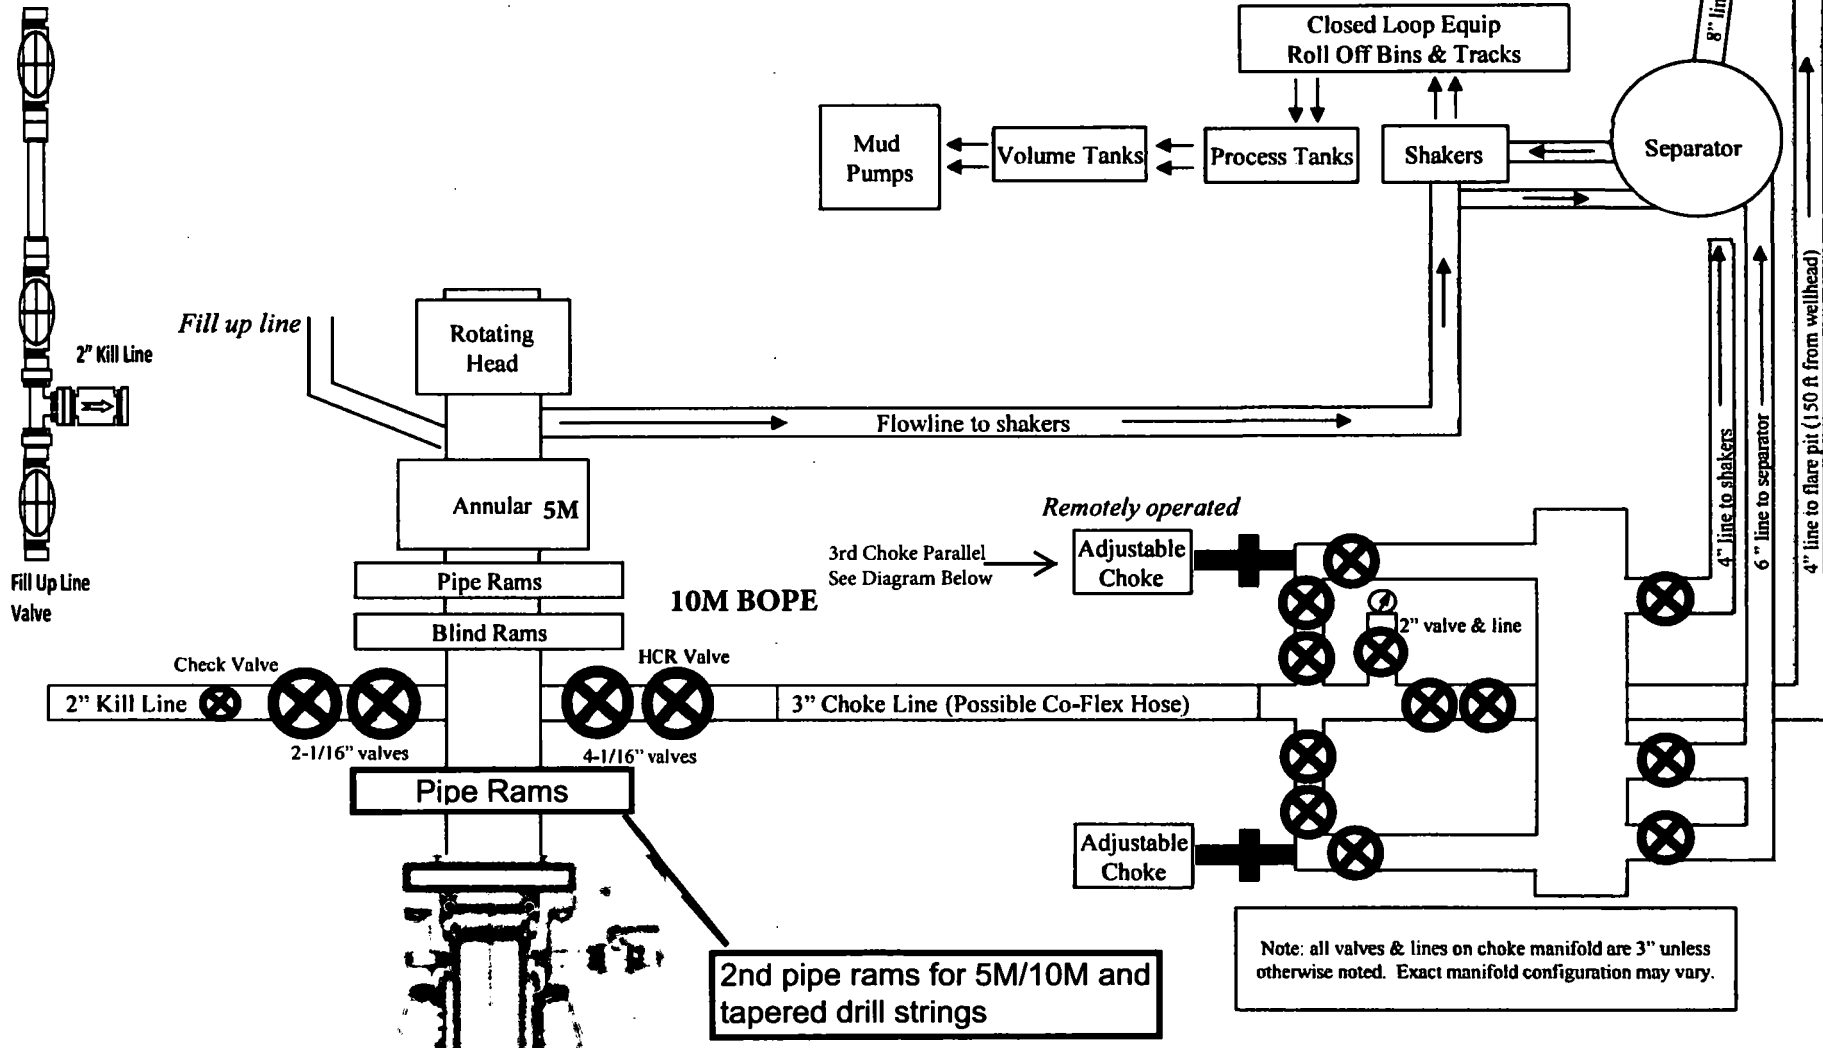 Closed Loop Equip
Roll Off Bins & Tracks
8” lin
Mud
Pumps
Volume Tanks
Process Tanks
Shakers
Separator
Fill up line
Rotating
Head
2” Kill Line
Flowline to shakers
Annular 5M
Remotely operated
Adjustable
Choke
3rd Choke Parallel
See Diagram Below
4” line to shakers
6” line to separator
4” line to flare pit (150 ft from wellhead)
Fill Up Line
Valve
Pipe Rams
10M BOPE
Blind Rams
2” valve & line
Check Valve
HCR Valve
2” Kill Line
3” Choke Line (Possible Co-Flex Hose)
2-1/16” valves
4-1/16” valves
Pipe Rams
Adjustable
Choke
Note: all valves & lines on choke manifold are 3” unless
otherwise noted. Exact manifold configuration may vary.
2nd pipe rams for 5M/10M and
tapered drill strings